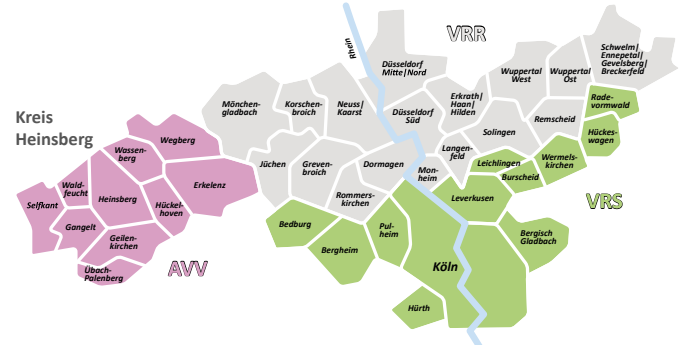 VRR
Rhein
Düsseldorf
Mitte|Nord
Schwelm|
Ennepetal|
Gevelsberg|
Breckerfeld
Wuppertal
West
Wuppertal
Ost
Mönchen-
gladbach
Korschen-
broich
Neuss|
Kaarst
Düsseldorf
Süd
Erkrath|
Haan|
Hilden
Rade-
vormwald
Solingen
Remscheid
Hückes-
wagen
Kreis
Heinsberg
Wegberg
Wassen-
berg
Jüchen
Greven-
broich
Dormagen
Langen-
feld
Mon-
heim
Leichlingen
Wermels-
kirchen
Burscheid
Wald-
feucht
Heinsberg
Erkelenz
Rommers-
kirchen
Leverkusen
VRS
Selfkant
Hückel-
hoven
Gangelt
Geilen-
kirchen
Bedburg
Pul-
heim
Bergisch
Gladbach
Bergheim
Übach-
Palenberg
AVV
Köln
Hürth